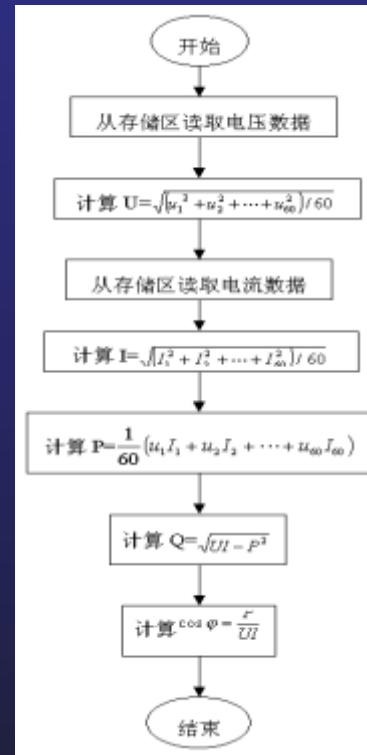 开始
从存储区读取电压数据
计算 U=√(u₁² + u₂² + ⋯ + u₆₀²)/ 60
从存储区读取电流数据
计算 I=√(I₁² + I₂² + ⋯ + I₆₀²)/ 60
计算 P=1/60 (u₁I₁ + u₂I₂ + ⋯ + u₆₀I₆₀)
计算 Q=√UI − P²
计算 cos φ = P/UI
结束